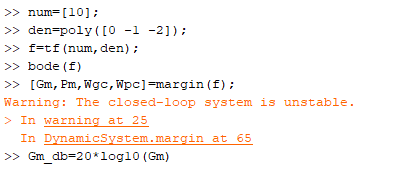 >> num=[10];
>> den=poly([0 -1 -2]);
>> f=tf(num,den);
>> bode(f)
>> [Gm,Pm,Wgc,Wpc]=margin(f);
Warning: The closed-loop system is unstable.
> In warning at 25
  In DynamicSystem.margin at 65
>> Gm_db=20*log10(Gm)